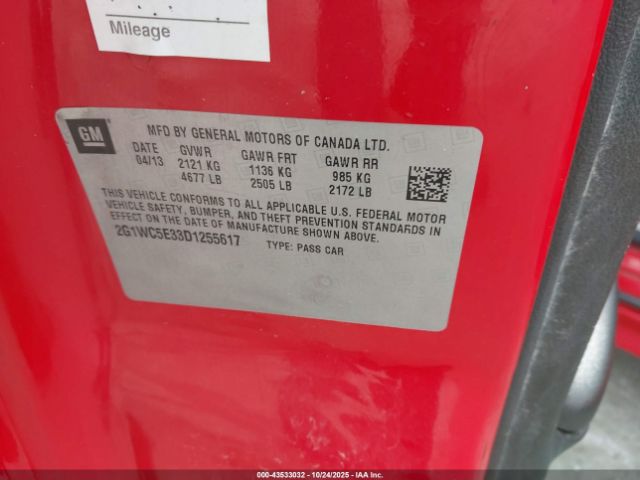 Mileage
GM
MFD BY GENERAL MOTORS OF CANADA LTD.
DATE GVWR GAWR FRT GAWR RR
04/13 2121 KG 1136 KG 985 KG
4677 LB 2505 LB 2172 LB
THIS VEHICLE CONFORMS TO ALL APPLICABLE U.S. FEDERAL MOTOR
VEHICLE SAFETY, BUMPER, AND THEFT PREVENTION STANDARDS IN
EFFECT ON THE DATE OF MANUFACTURE SHOWN ABOVE.
2G1WC5E33D1255617 TYPE: PASS CAR
000-43533032 - 10/24/2025 - IAA Inc.